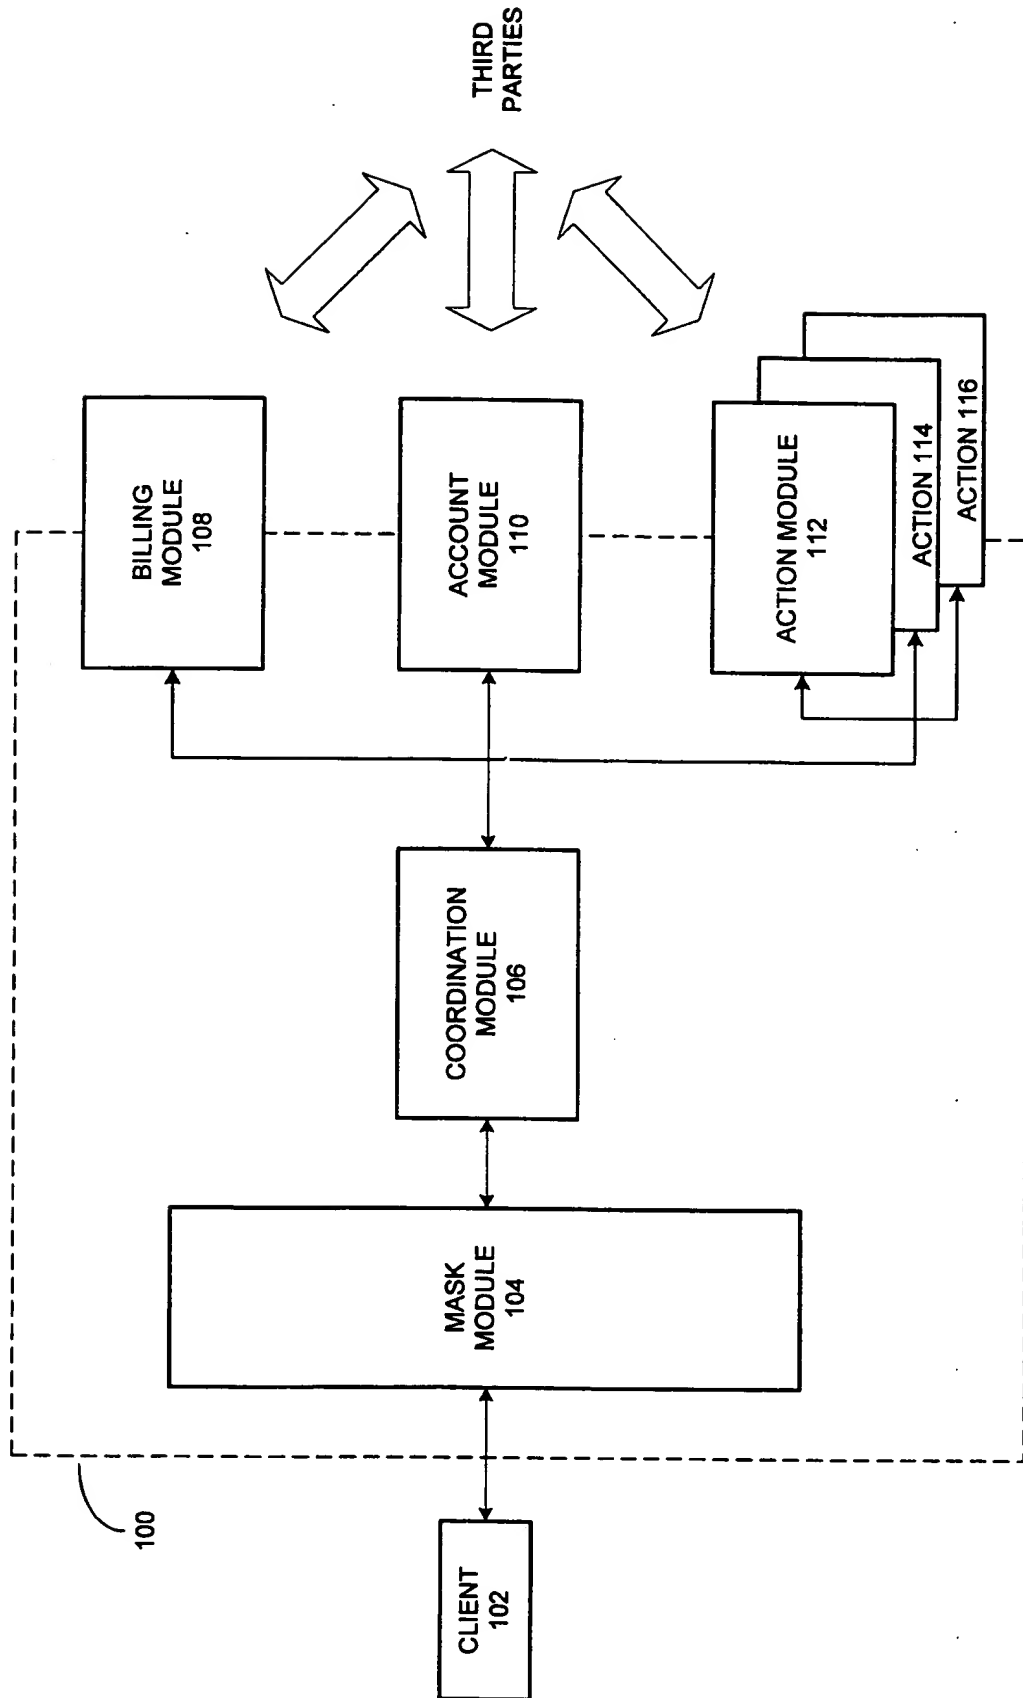 100
CLIENT
102
MASK
MODULE
104
COORDINATION
MODULE
106
BILLING
MODULE
108
ACCOUNT
MODULE
110
ACTION MODULE
112
ACTION 114
ACTION 116
THIRD
PARTIES